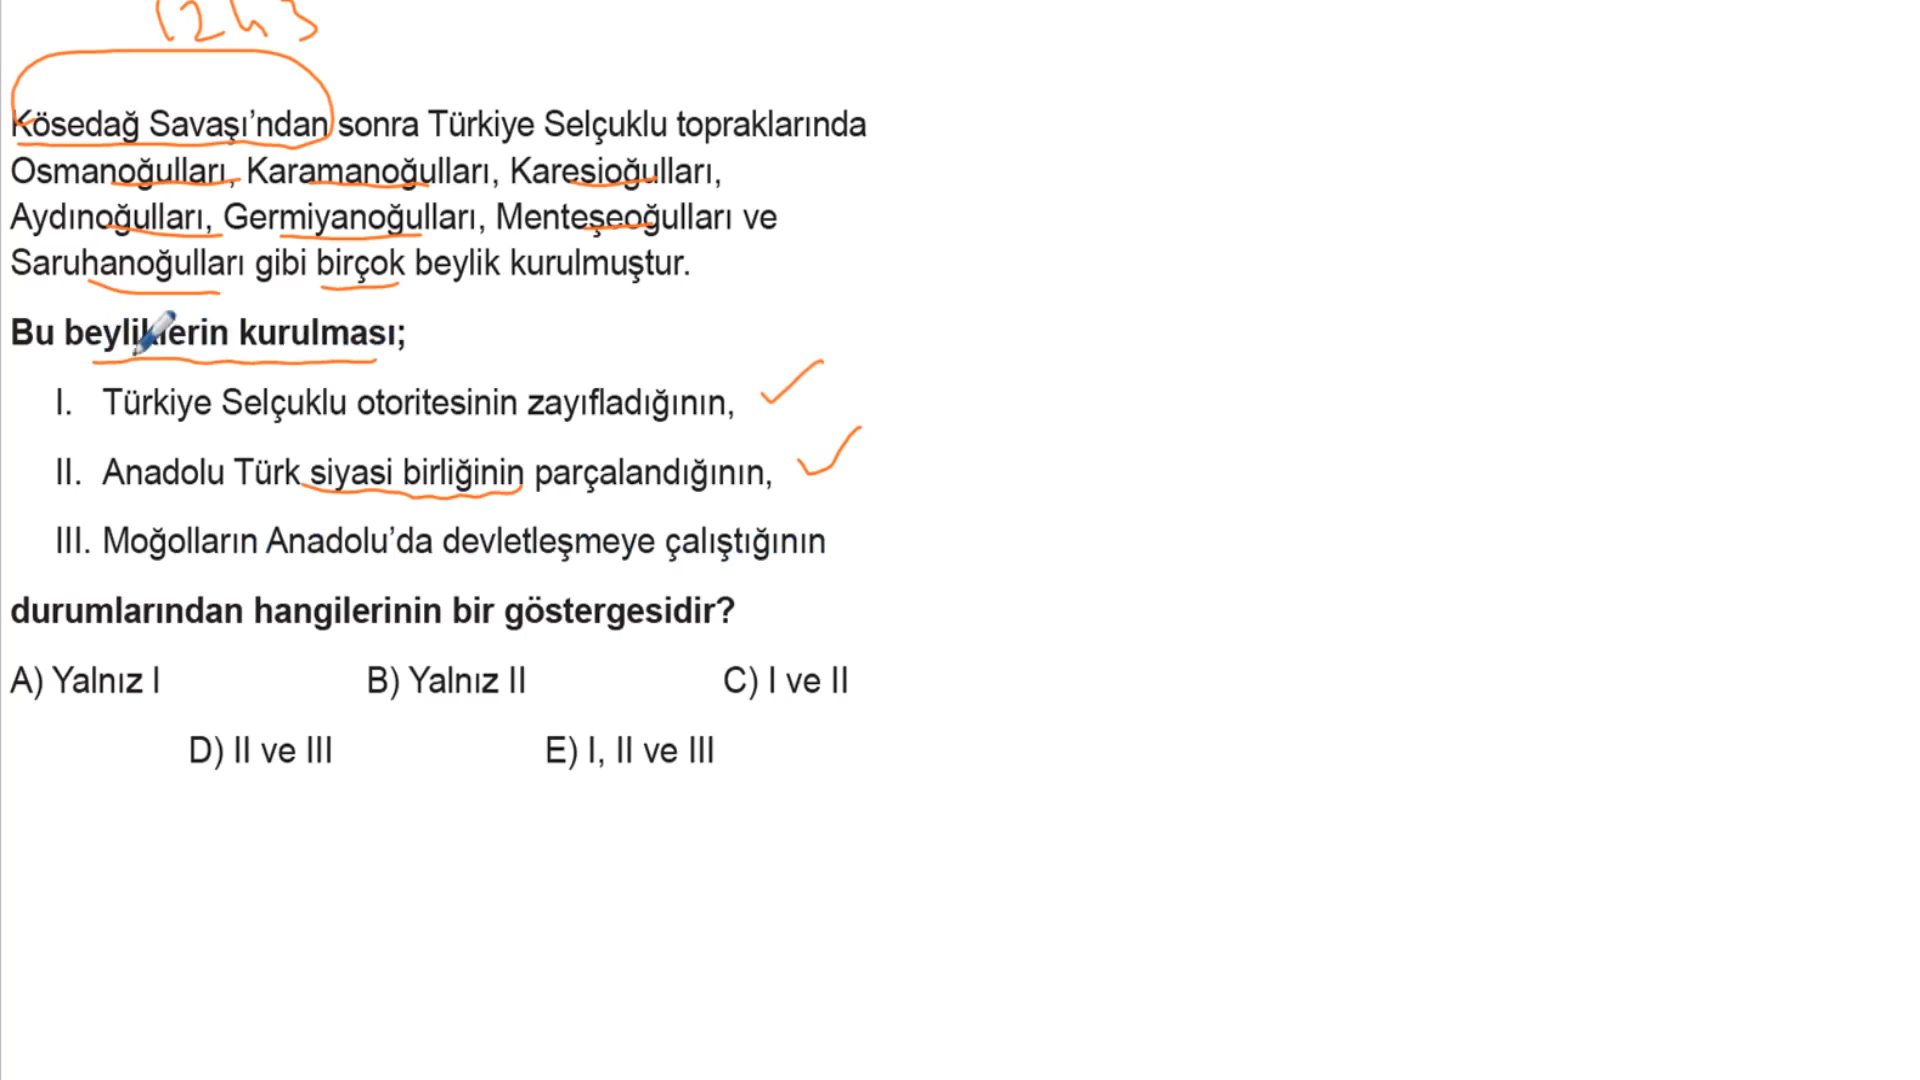 1243
Kösedağ Savaşı’ndan sonra Türkiye Selçuklu topraklarında
Osmanoğulları, Karamanoğulları, Karesioğulları,
Aydınoğulları, Germiyanoğulları, Menteşeoğulları ve
Saruhanoğulları gibi birçok beylik kurulmuştur.
Bu beyliklerin kurulması;
I. Türkiye Selçuklu otoritesinin zayıfladığının,
II. Anadolu Türk siyasi birliğinin parçalandığının,
III. Moğolların Anadolu’da devletleşmeye çalıştığının
durumlarından hangilerinin bir göstergesidir?
A) Yalnız I B) Yalnız II C) I ve II
D) II ve III E) I, II ve III